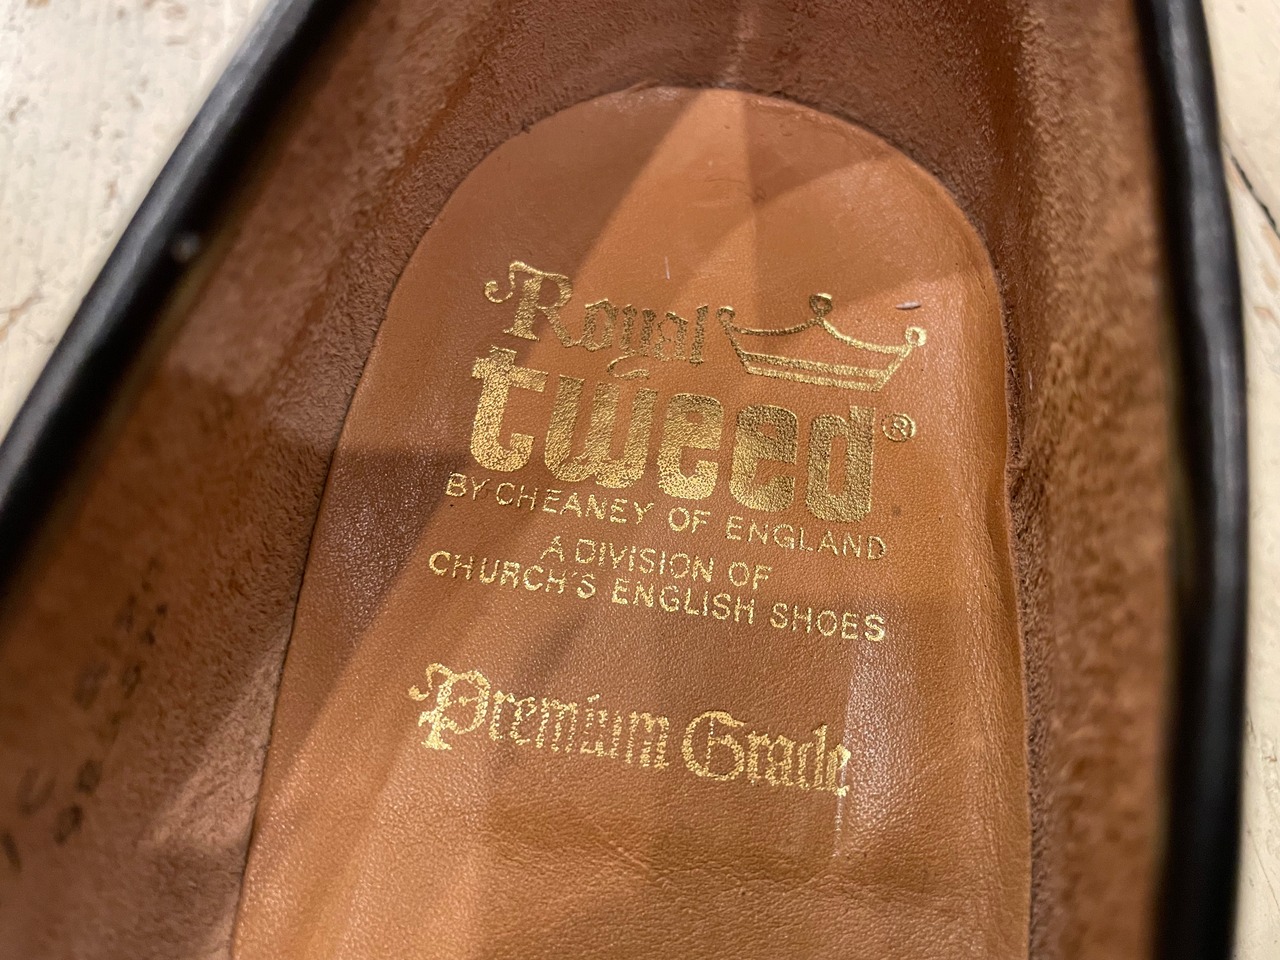 Royal
tweed®
BY CHEANEY OF ENGLAND
A DIVISION OF
CHURCH'S ENGLISH SHOES
Premium Grade